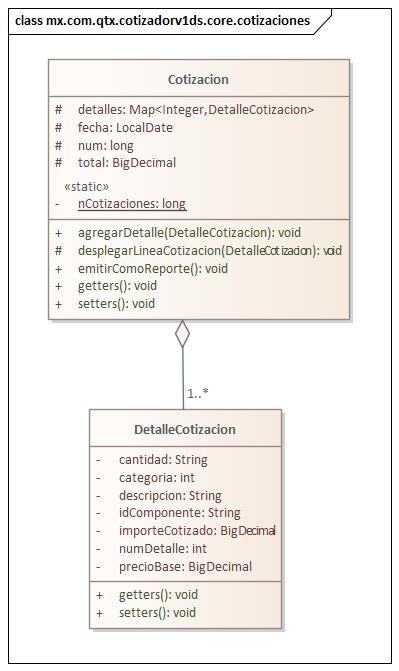 class mx.com.qtx.cotizadorv1ds.core.cotizaciones
Cotizacion
# detalles: Map<Integer,DetalleCotizacion>
# fecha: LocalDate
# num: long
# total: BigDecimal
«static»
- nCotizaciones: long
+ agregarDetalle(DetalleCotizacion): void
# desplegarLineaCotizacion(DetalleCotizacion): void
+ emitirComoReporte(): void
+ getters(): void
+ setters(): void
1..*
DetalleCotizacion
- cantidad: String
- categoria: int
- descripcion: String
- idComponente: String
- importeCotizado: BigDecimal
- numDetalle: int
- precioBase: BigDecimal
+ getters(): void
+ setters(): void